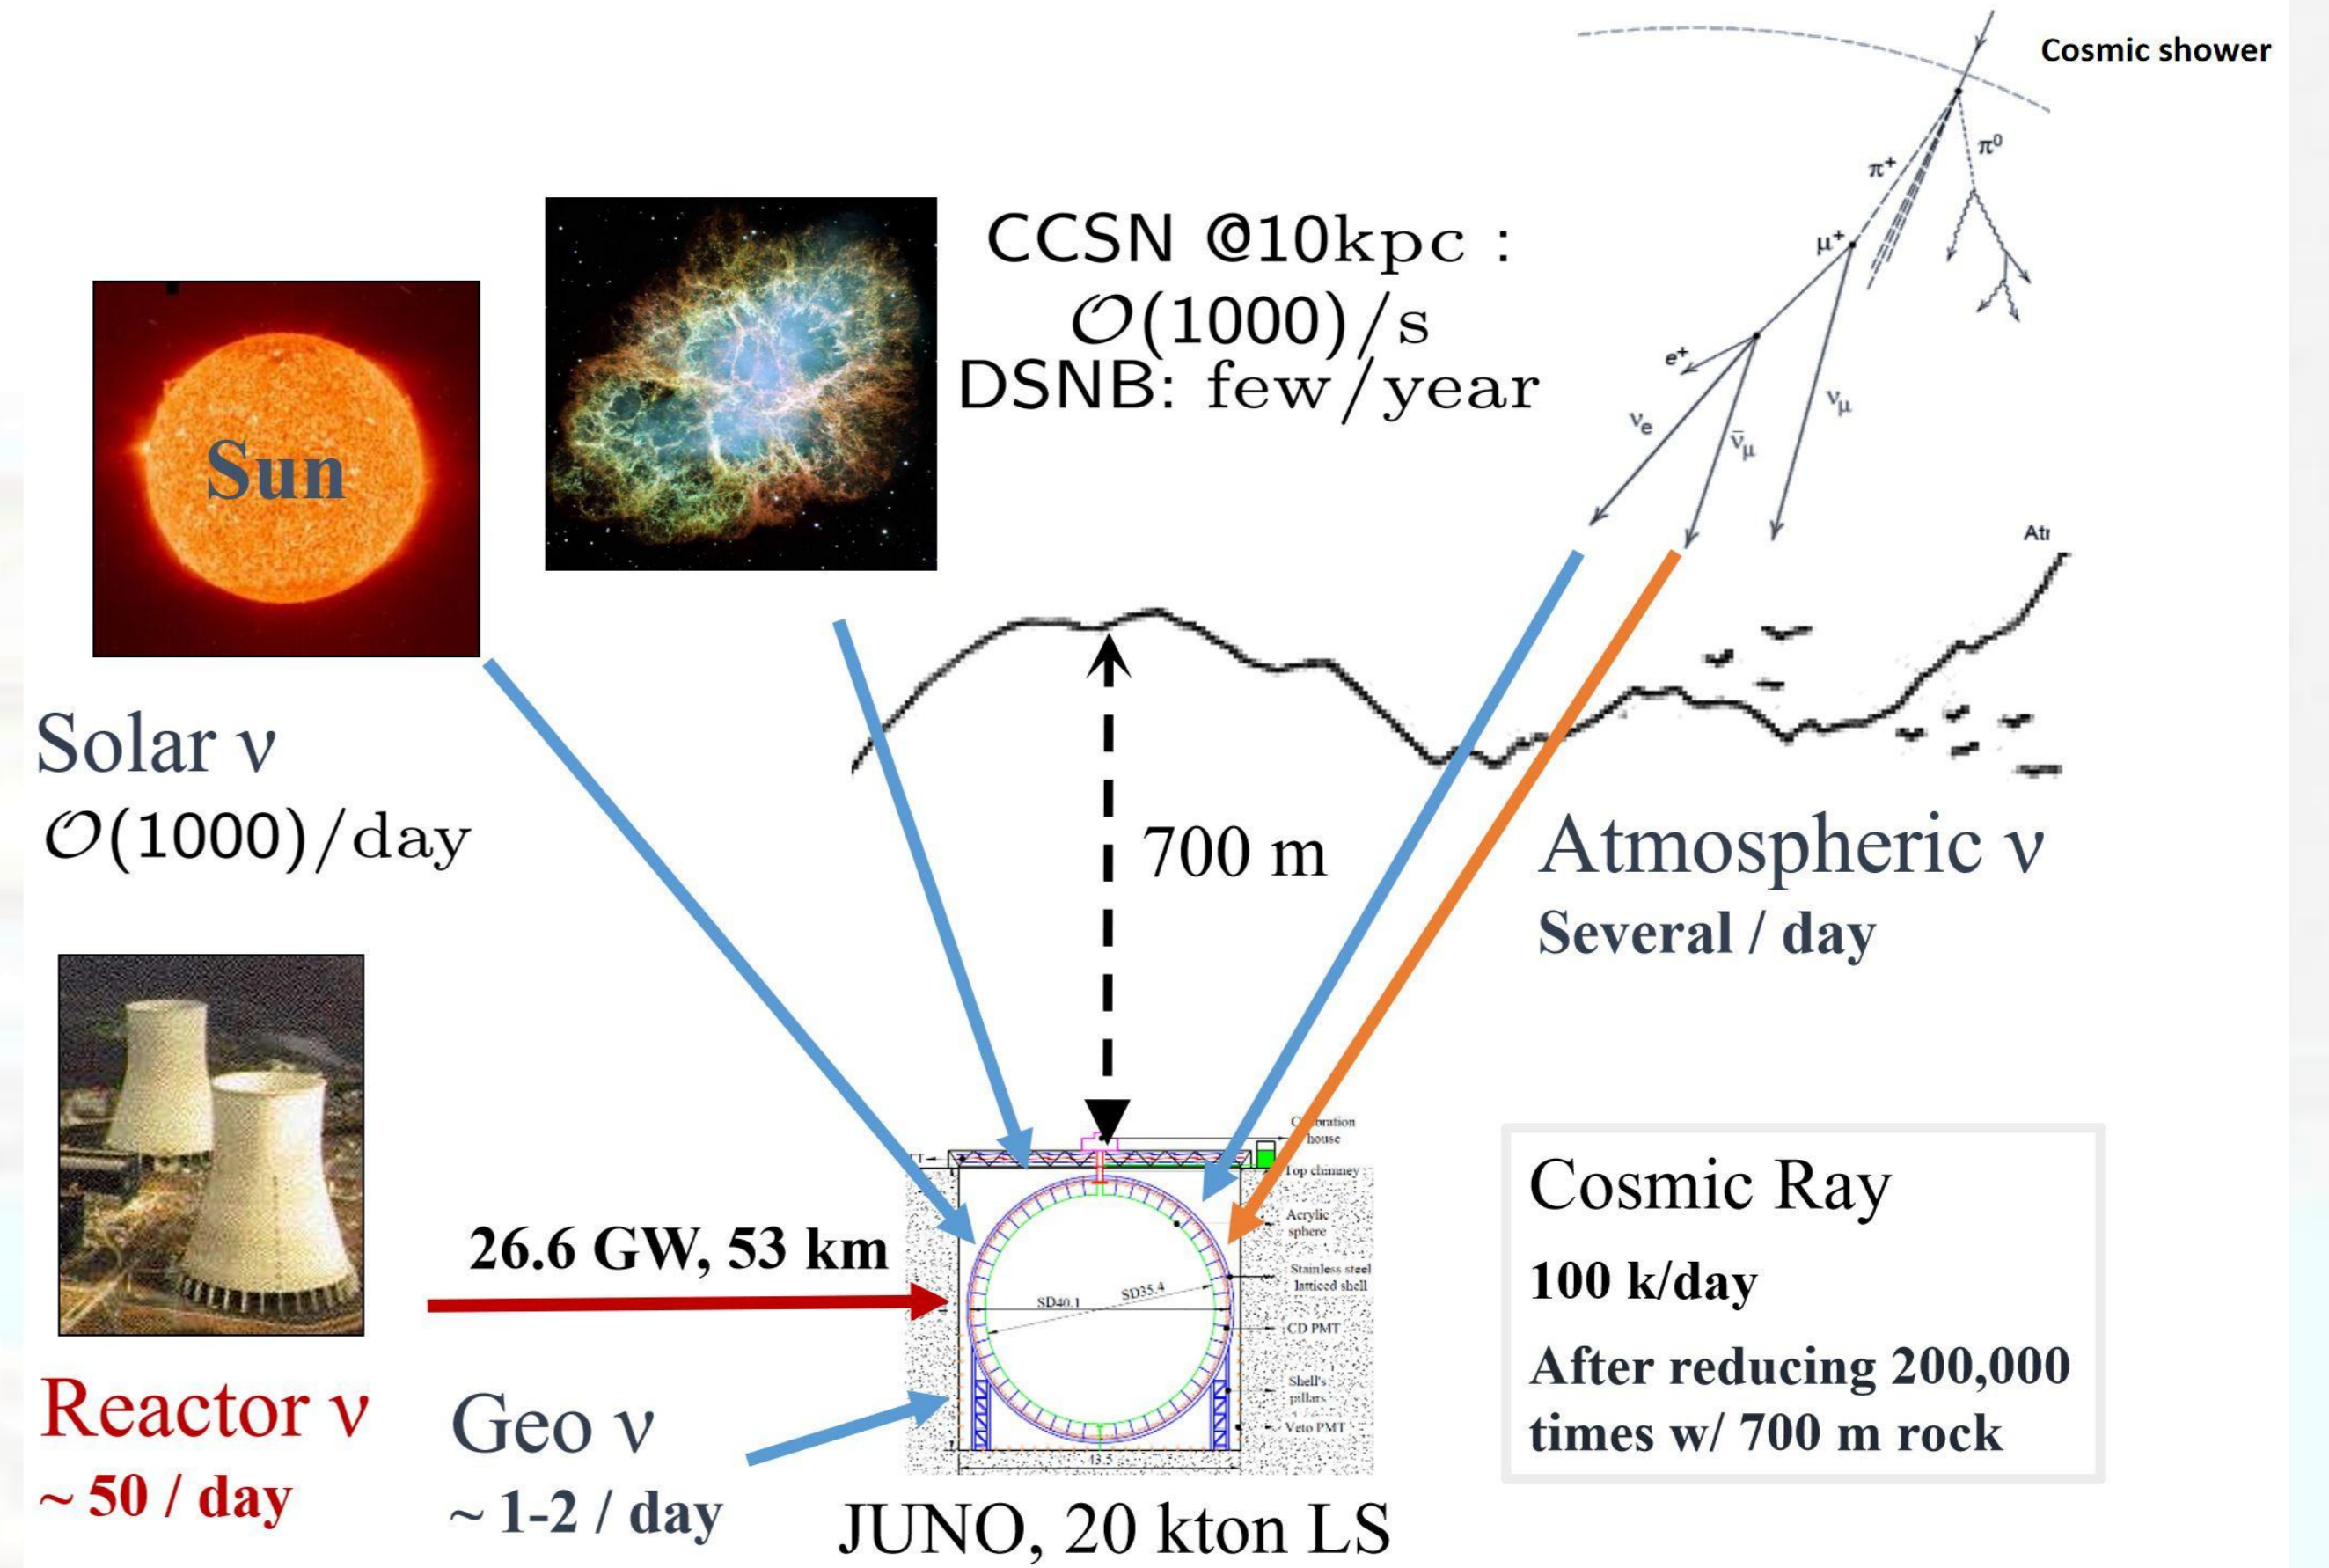 Cosmic shower
π⁰
π⁺
μ⁺
e⁺
νₑ
ν̄μ
νμ
CCSN @10kpc :
𝒪(1000)/s
DSNB: few/year
Sun
Atr
Solar ν
𝒪(1000)/day
700 m
Atmospheric ν
Several / day
house
Top chimney
Acrylic
sphere
Stainless steel
latticed shell
SD40.1
SD35.4
CD PMT
Shell's
pillars
Veto PMT
43.5
26.6 GW, 53 km
Reactor ν
~ 50 / day
Geo ν
~ 1-2 / day
JUNO, 20 kton LS
Cosmic Ray
100 k/day
After reducing 200,000
times w/ 700 m rock